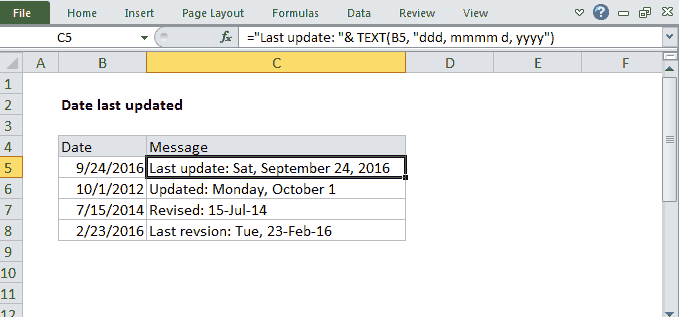 File Home Insert Page Layout Formulas Data Review View
C5 fx ="Last update: "& TEXT(B5, "ddd, mmmm d, yyyy")
A B C D E F
1
2 Date last updated
3
4 Date Message
5 9/24/2016 Last update: Sat, September 24, 2016
6 10/1/2012 Updated: Monday, October 1
7 7/15/2014 Revised: 15-Jul-14
8 2/23/2016 Last revsion: Tue, 23-Feb-16
9
10
11
12